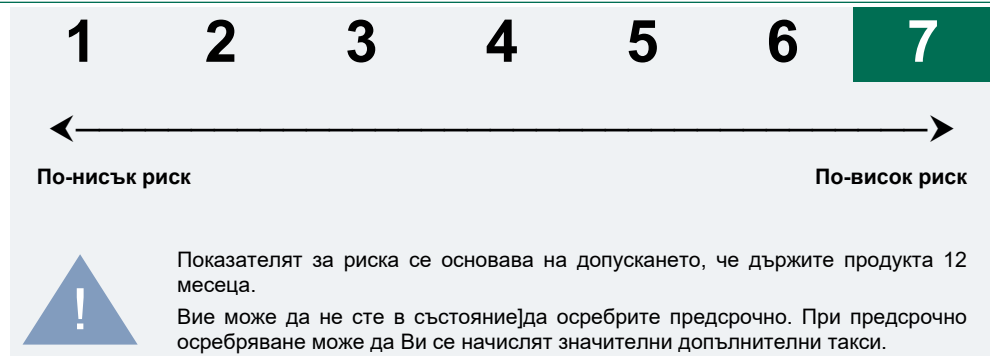 1 2 3 4 5 6 7
По-нисък риск По-висок риск
!
Показателят за риска се основава на допускането, че държите продукта 12
месеца.
Вие може да не сте в състояние]да осребрите предсрочно. При предсрочно
осребряване може да Ви се начислят значителни допълнителни такси.